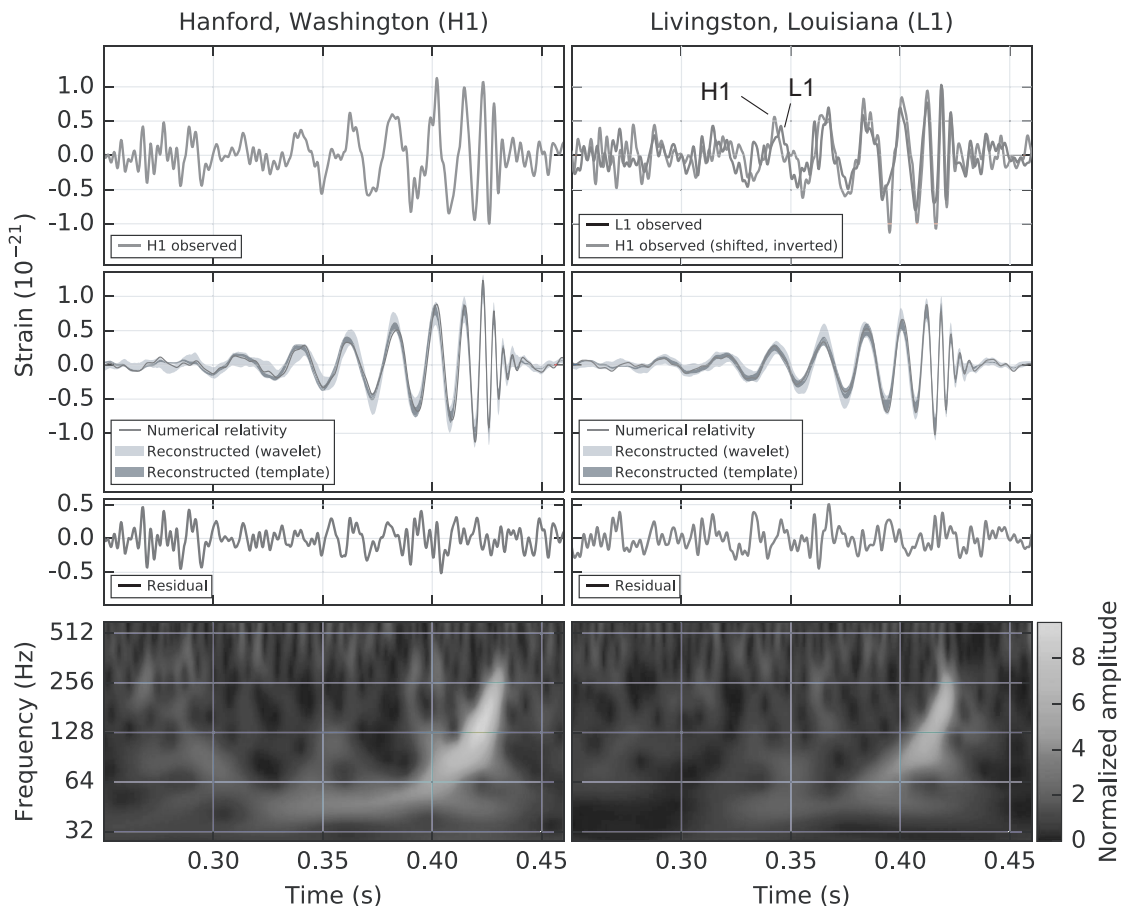 Hanford, Washington (H1)
Livingston, Louisiana (L1)
Strain (10⁻²¹)
1.0
0.5
0.0
-0.5
-1.0
H1 observed
H1
L1
L1 observed
H1 observed (shifted, inverted)
1.0
0.5
0.0
-0.5
-1.0
Numerical relativity
Reconstructed (wavelet)
Reconstructed (template)
Numerical relativity
Reconstructed (wavelet)
Reconstructed (template)
0.5
0.0
-0.5
Residual
Residual
Frequency (Hz)
512
256
128
64
32
Normalized amplitude
8
6
4
2
0
0.30
0.35
0.40
0.45
0.30
0.35
0.40
0.45
Time (s)
Time (s)